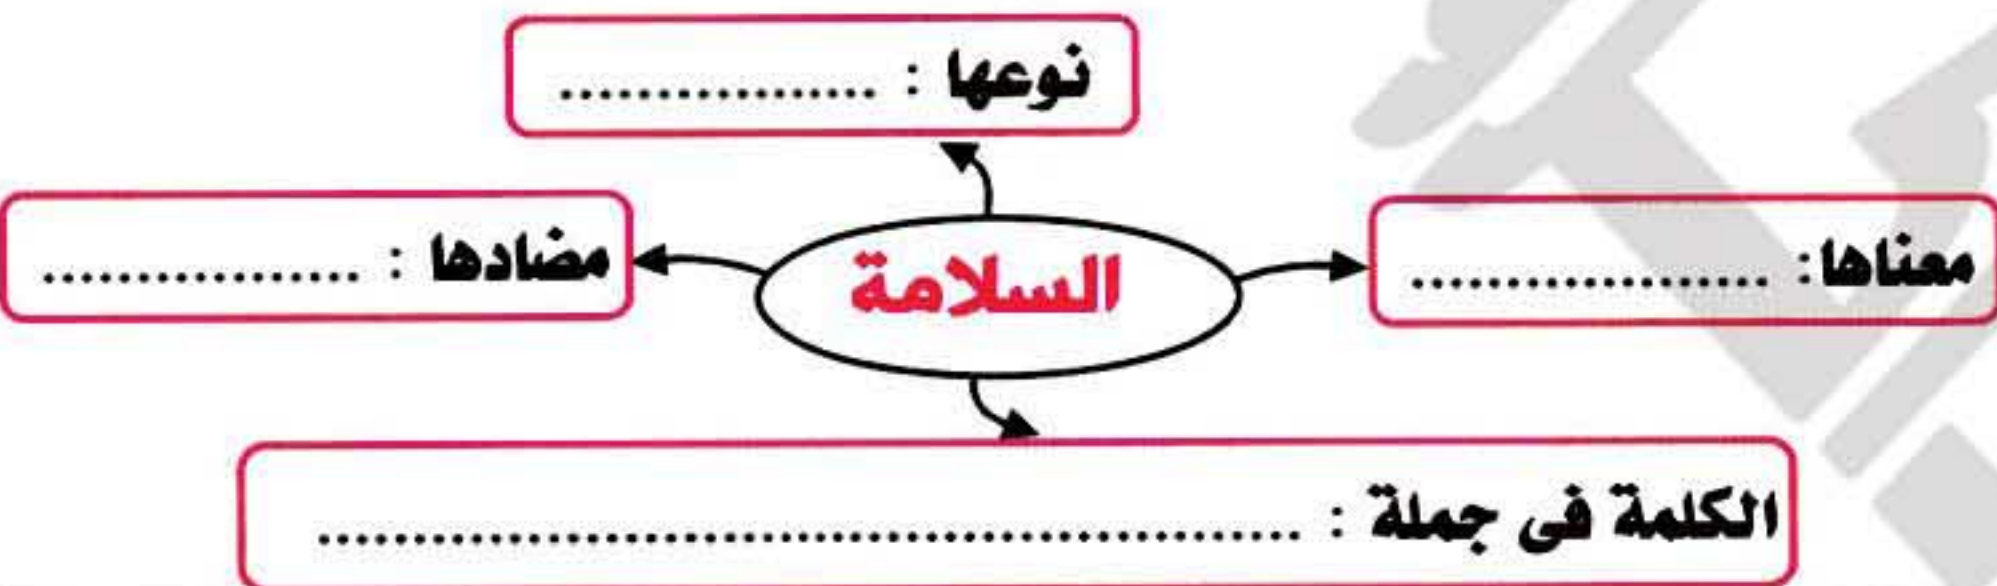 نوعها : .................
معناها: ...................
السلامة
مضادها : .................
الكلمة فى جملة : ....................................................